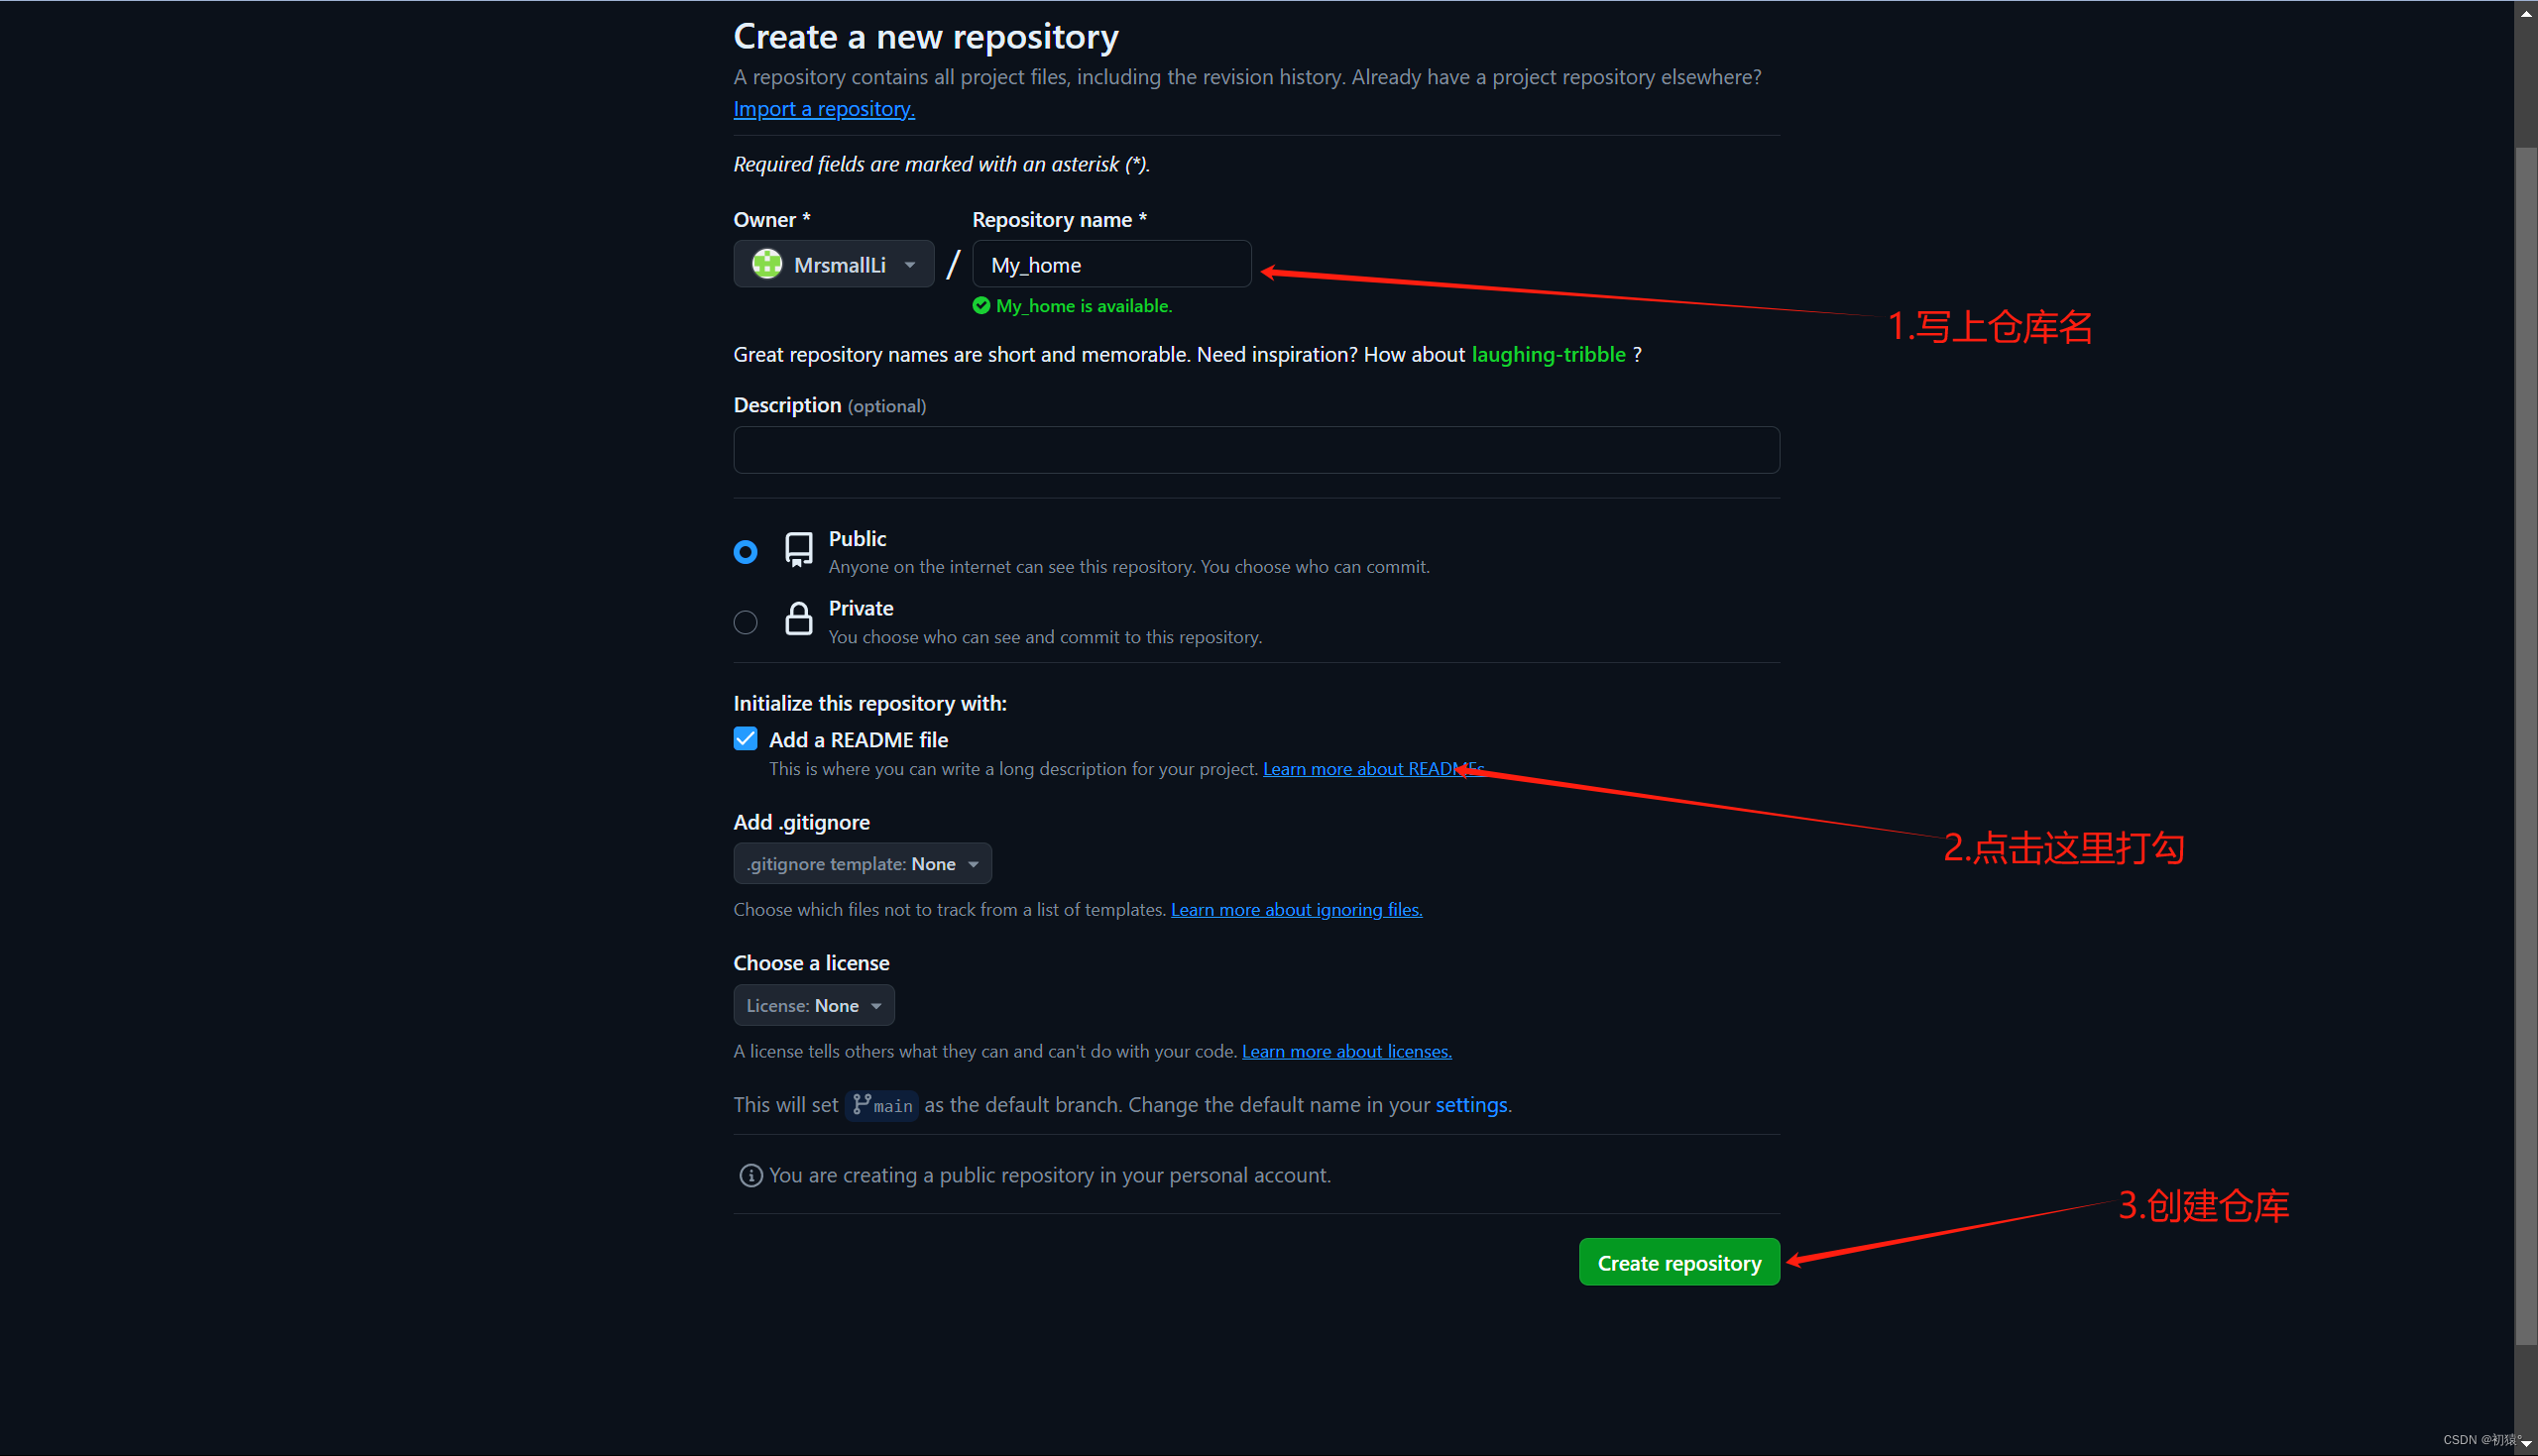 Create a new repository
A repository contains all project files, including the revision history. Already have a project repository elsewhere?
Import a repository.
Required fields are marked with an asterisk (*).
Owner * Repository name *
MrsmallLi / My_home
My_home is available.
1.写上仓库名
Great repository names are short and memorable. Need inspiration? How about laughing-tribble ?
Description (optional)
Public
Anyone on the internet can see this repository. You choose who can commit.
Private
You choose who can see and commit to this repository.
Initialize this repository with:
Add a README file
This is where you can write a long description for your project. Learn more about READMEs
2.点击这里打勾
Add .gitignore
.gitignore template: None
Choose which files not to track from a list of templates. Learn more about ignoring files.
Choose a license
License: None
A license tells others what they can and can't do with your code. Learn more about licenses.
This will set main as the default branch. Change the default name in your settings.
You are creating a public repository in your personal account.
3.创建仓库
Create repository
CSDN @初猿°